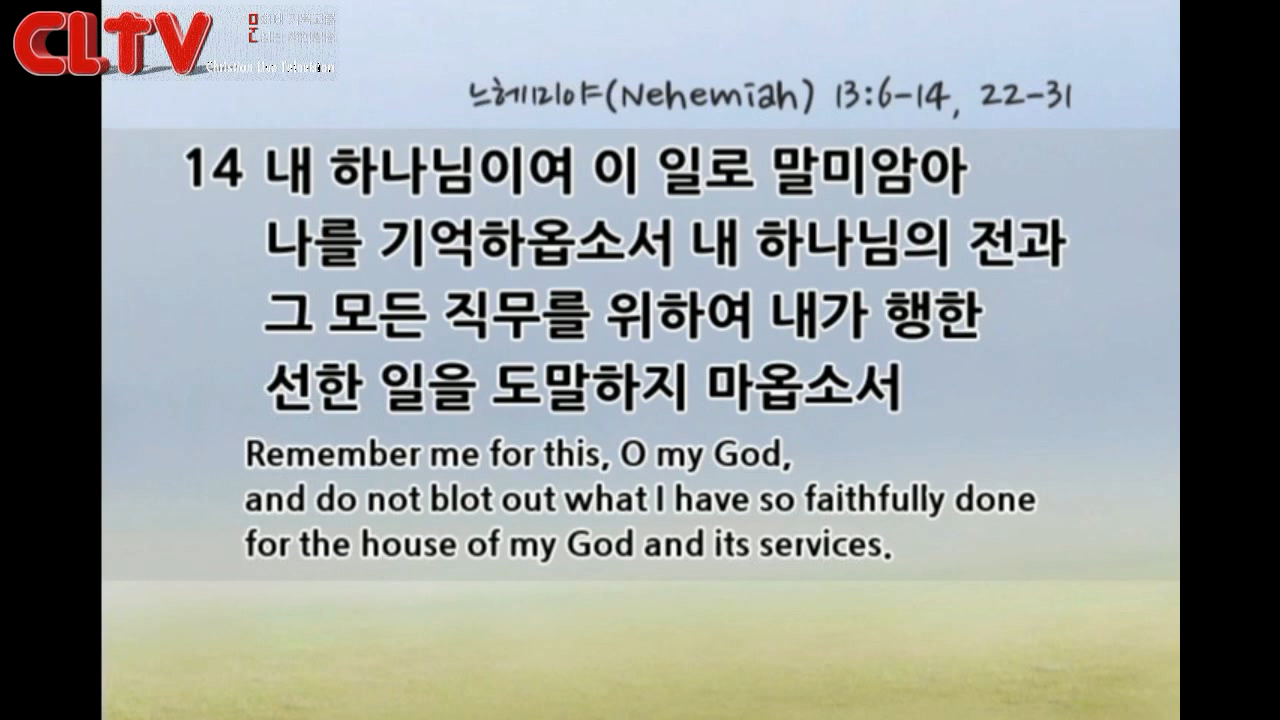 CLTV
Christian Live Television
느헤미야(Nehemiah) 13:6-14, 22-31
14 내 하나님이여 이 일로 말미암아
나를 기억하옵소서 내 하나님의 전과
그 모든 직무를 위하여 내가 행한
선한 일을 도말하지 마옵소서
Remember me for this, O my God,
and do not blot out what I have so faithfully done
for the house of my God and its services.